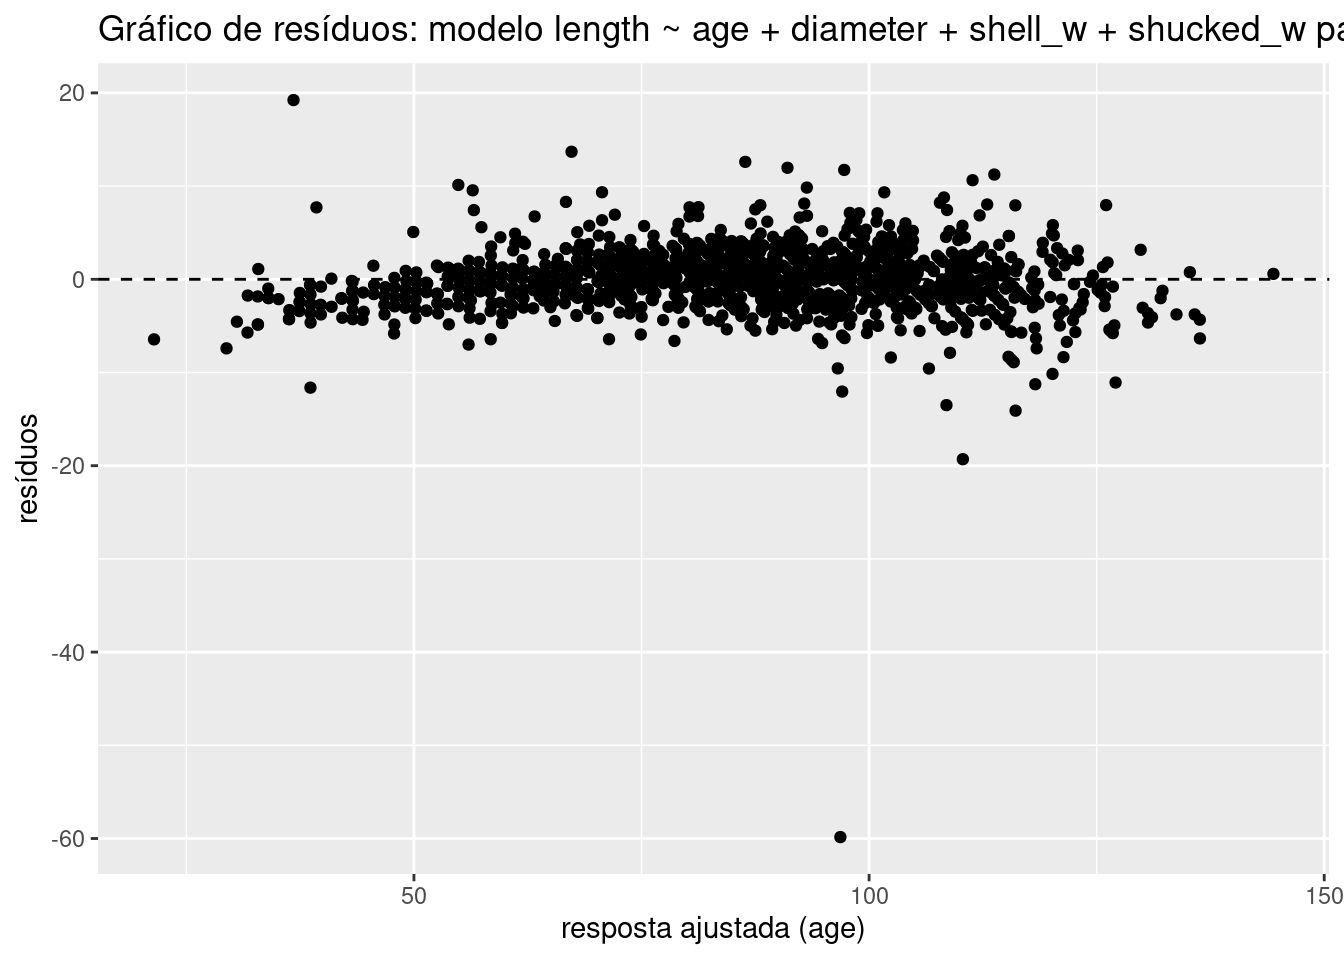 Gráfico de resíduos: modelo length ~ age + diameter + shell_w + shucked_w pa
20
0
-20
-40
-60
resíduos
50
100
150
resposta ajustada (age)